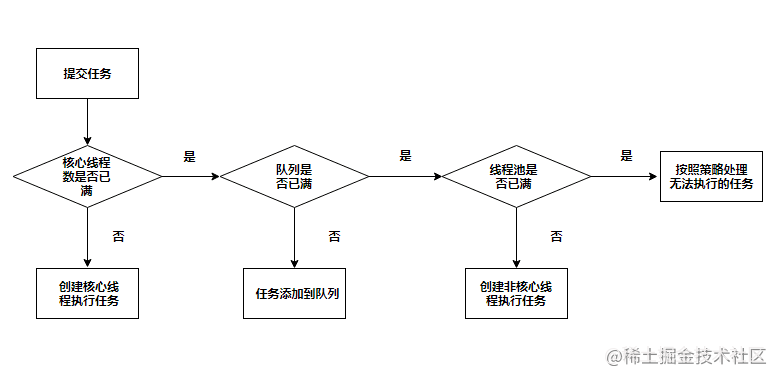 提交任务
核心线程
数是否已
满
是
队列是
否已满
是
线程池是
否已满
是
按照策略处理
无法执行的任务
否
否
否
创建核心线
程执行任务
任务添加到队列
创建非核心线
程执行任务
@稀土掘金技术社区